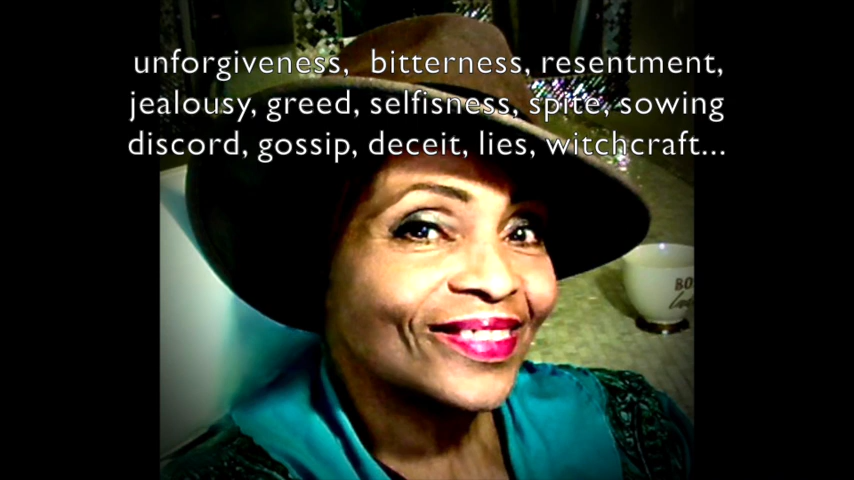 unforgiveness,  bitterness, resentment,
jealousy, greed, selfisness, spite, sowing
discord, gossip, deceit, lies, witchcraft...